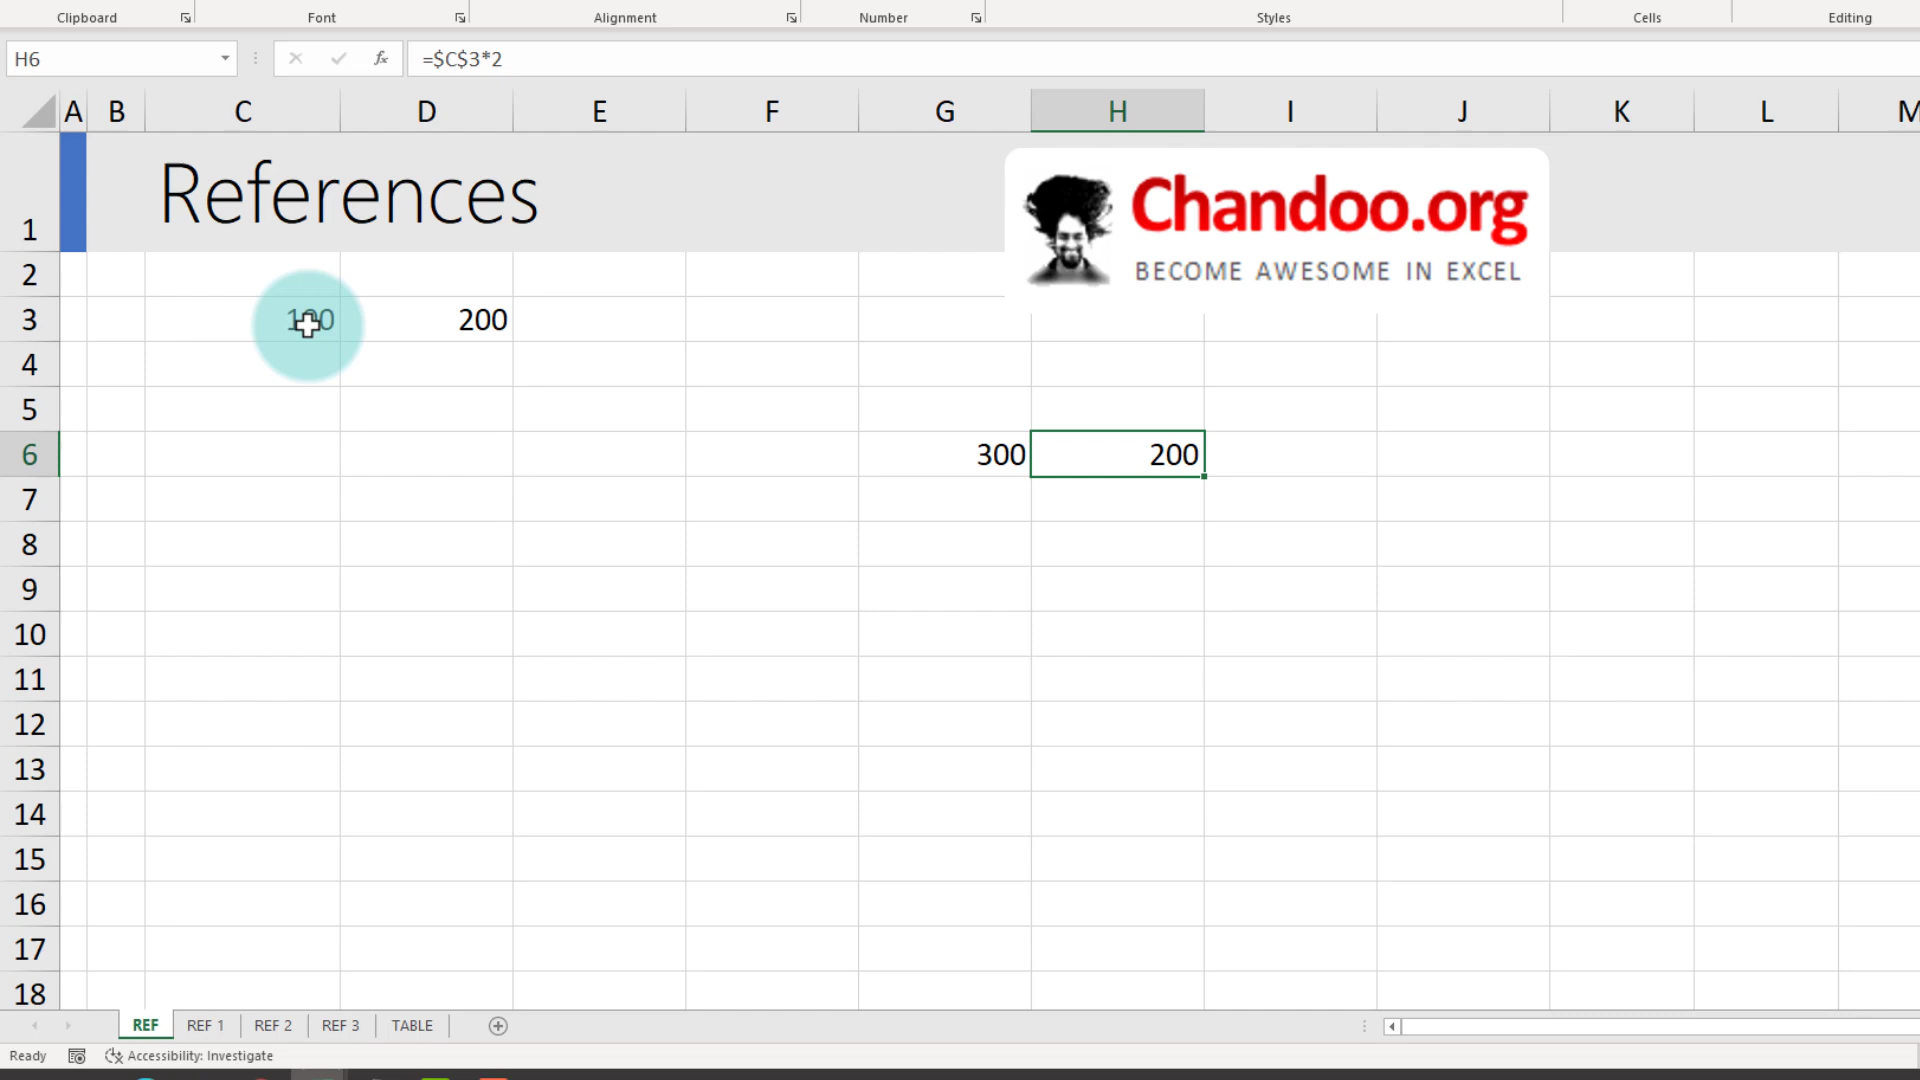 Clipboard Font Alignment Number Styles Cells Editing
H6 fx =$C$3*2
A B C D E F G H I J K L M
1 References
Chandoo.org
BECOME AWESOME IN EXCEL
2
3 100 200
4
5
6 300 200
7
8
9
10
11
12
13
14
15
16
17
18
REF REF 1 REF 2 REF 3 TABLE
Ready Accessibility: Investigate